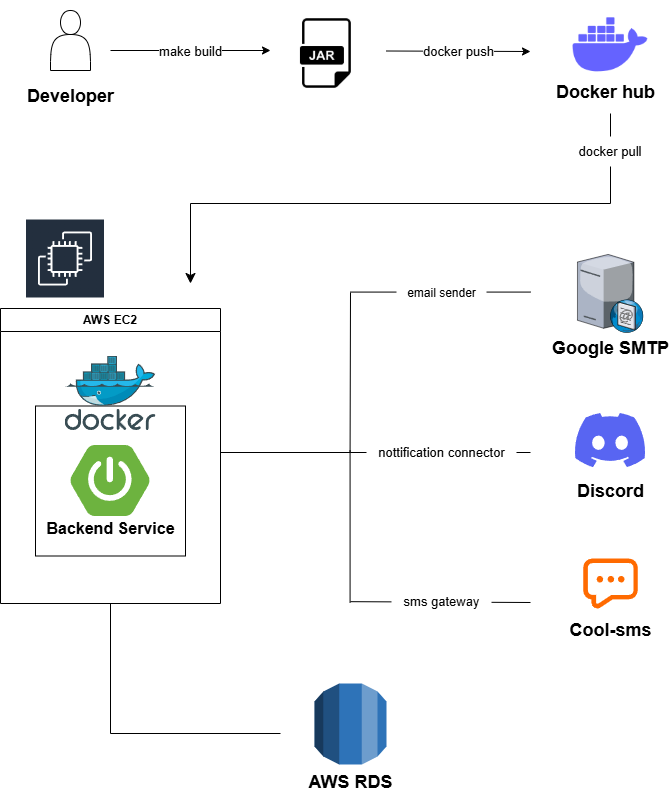 make build
JAR
docker push
Developer
Docker hub
docker pull
AWS EC2
email sender
Google SMTP
docker
nottification connector
Backend Service
Discord
sms gateway
Cool-sms
AWS RDS